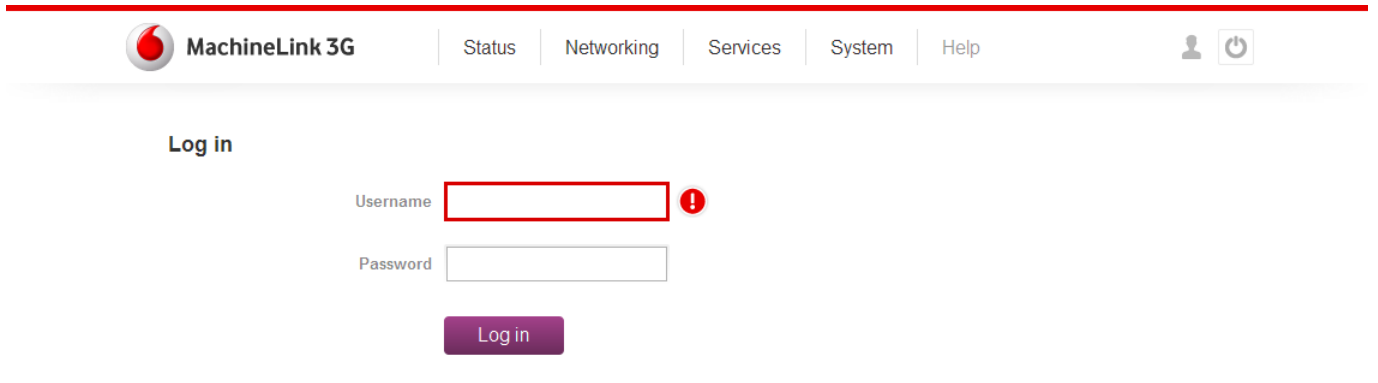 MachineLink 3G Status Networking Services System Help
Log in
Username
Password
Log in